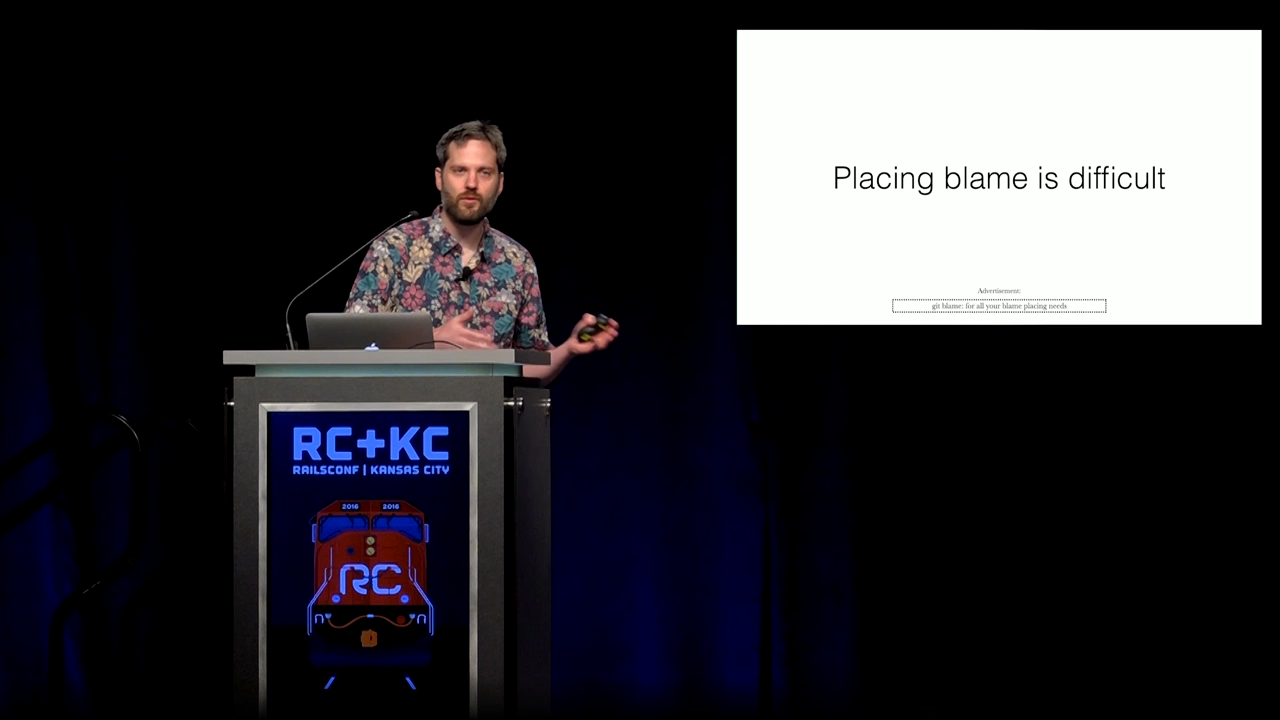 Placing blame is difficult
Advertisement:
git blame: for all your blame placing needs
RC+KC
RAILSCONF | KANSAS CITY
2016 2016
RC